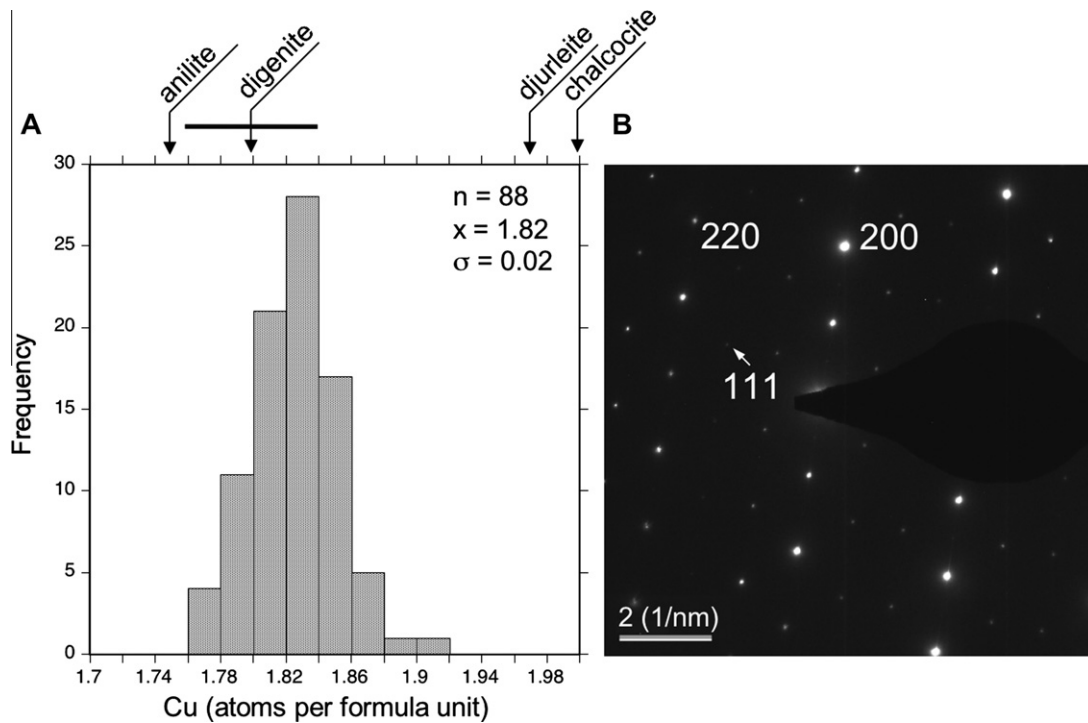 anilite
digenite
djurleite
chalcocite
A
30
25
20
15
10
5
0
Frequency
n = 88
x = 1.82
σ = 0.02
1.7
1.74
1.78
1.82
1.86
1.9
1.94
1.98
Cu (atoms per formula unit)
B
220
200
111
2 (1/nm)